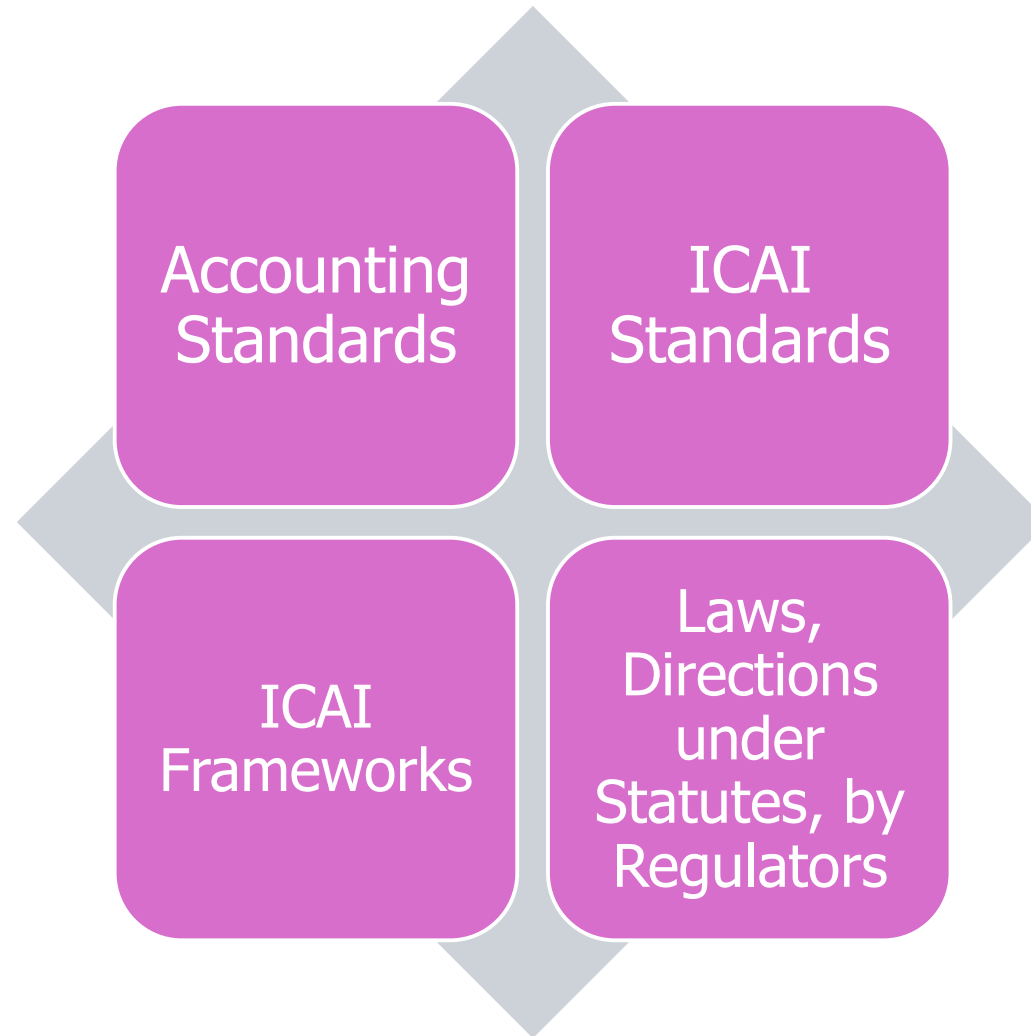 Accounting
Standards
ICAI
Standards
ICAI
Frameworks
Laws,
Directions
under
Statutes, by
Regulators